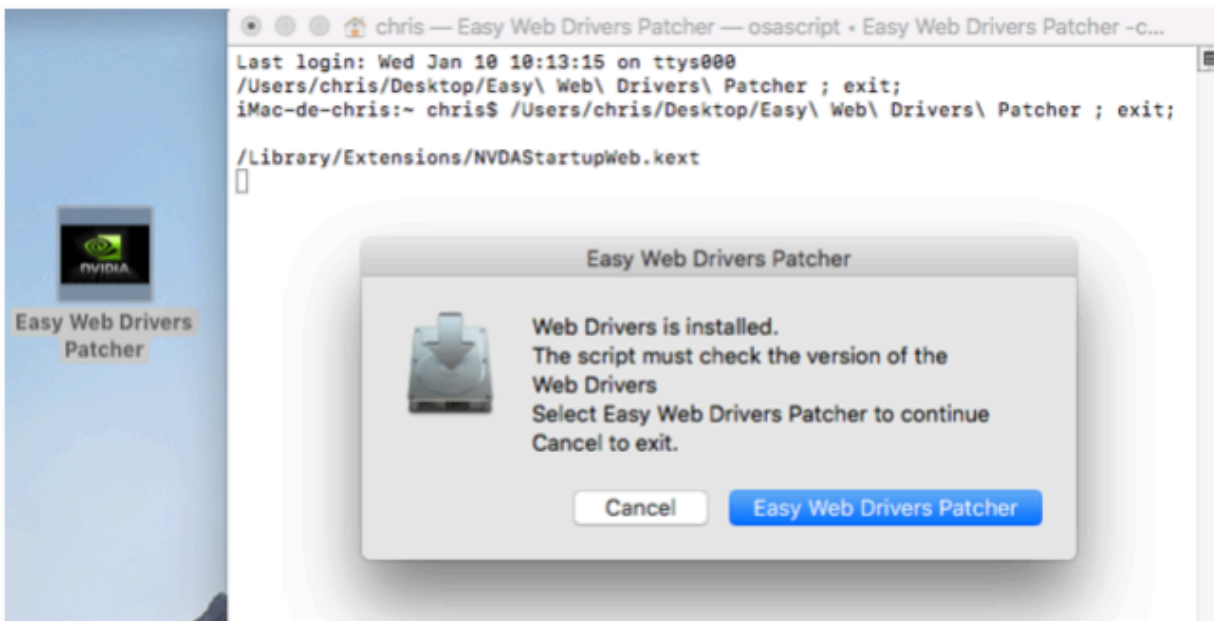 chris — Easy Web Drivers Patcher — osascript ◂ Easy Web Drivers Patcher -c...
Last login: Wed Jan 10 10:13:15 on ttys000
/Users/chris/Desktop/Easy\ Web\ Drivers\ Patcher ; exit;
iMac-de-chris:~ chris$ /Users/chris/Desktop/Easy\ Web\ Drivers\ Patcher ; exit;
/Library/Extensions/NVDAStartupWeb.kext
NVIDIA
Easy Web Drivers
Patcher
Easy Web Drivers Patcher
Web Drivers is installed.
The script must check the version of the
Web Drivers
Select Easy Web Drivers Patcher to continue
Cancel to exit.
Cancel
Easy Web Drivers Patcher